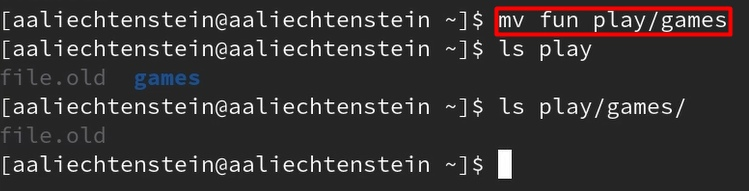 [aaliechtenstein@aaliechtenstein ~]$ mv fun play/games
[aaliechtenstein@aaliechtenstein ~]$ ls play
file.old games
[aaliechtenstein@aaliechtenstein ~]$ ls play/games/
file.old
[aaliechtenstein@aaliechtenstein ~]$